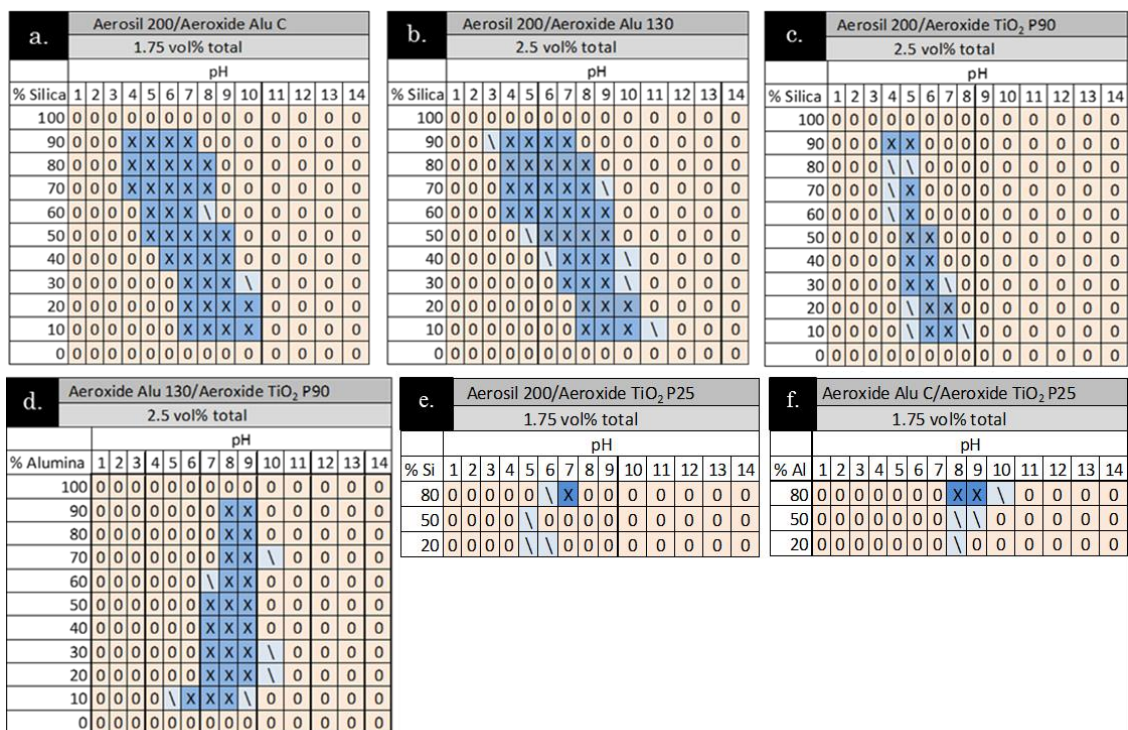 a.
Aerosil 200/Aeroxide Alu C
1.75 vol% total
pH
% Silica 1 2 3 4 5 6 7 8 9 10 11 12 13 14
100 0 0 0 0 0 0 0 0 0 0 0 0 0 0
90 0 0 0 X X X X 0 0 0 0 0 0 0
80 0 0 0 X X X X X 0 0 0 0 0 0
70 0 0 0 X X X X X 0 0 0 0 0 0
60 0 0 0 0 X X X \ 0 0 0 0 0 0
50 0 0 0 0 X X X X X 0 0 0 0 0
40 0 0 0 0 0 X X X X 0 0 0 0 0
30 0 0 0 0 0 0 X X X \ 0 0 0 0
20 0 0 0 0 0 0 X X X X 0 0 0 0
10 0 0 0 0 0 0 X X X X 0 0 0 0
0 0 0 0 0 0 0 0 0 0 0 0 0 0 0
b.
Aerosil 200/Aeroxide Alu 130
2.5 vol% total
pH
% Silica 1 2 3 4 5 6 7 8 9 10 11 12 13 14
100 0 0 0 0 0 0 0 0 0 0 0 0 0 0
90 0 0 \ X X X X 0 0 0 0 0 0 0
80 0 0 0 X X X X X 0 0 0 0 0 0
70 0 0 0 X X X X X \ 0 0 0 0 0
60 0 0 0 X X X X X X 0 0 0 0 0
50 0 0 0 0 \ X X X X 0 0 0 0 0
40 0 0 0 0 0 \ X X X \ 0 0 0 0
30 0 0 0 0 0 0 X X X \ 0 0 0 0
20 0 0 0 0 0 0 0 X X X 0 0 0 0
10 0 0 0 0 0 0 0 X X X \ 0 0 0
0 0 0 0 0 0 0 0 0 0 0 0 0 0 0
c.
Aerosil 200/Aeroxide TiO₂ P90
2.5 vol% total
pH
% Silica 1 2 3 4 5 6 7 8 9 10 11 12 13 14
100 0 0 0 0 0 0 0 0 0 0 0 0 0 0
90 0 0 0 X X 0 0 0 0 0 0 0 0 0
80 0 0 0 \ \ 0 0 0 0 0 0 0 0 0
70 0 0 0 \ X 0 0 0 0 0 0 0 0 0
60 0 0 0 \ X 0 0 0 0 0 0 0 0 0
50 0 0 0 0 X X 0 0 0 0 0 0 0 0
40 0 0 0 0 X X 0 0 0 0 0 0 0 0
30 0 0 0 0 X X \ 0 0 0 0 0 0 0
20 0 0 0 0 \ X X 0 0 0 0 0 0 0
10 0 0 0 0 \ X X \ 0 0 0 0 0 0
0 0 0 0 0 0 0 0 0 0 0 0 0 0 0
d.
Aeroxide Alu 130/Aeroxide TiO₂ P90
2.5 vol% total
pH
% Alumina 1 2 3 4 5 6 7 8 9 10 11 12 13 14
100 0 0 0 0 0 0 0 0 0 0 0 0 0 0
90 0 0 0 0 0 0 0 X X 0 0 0 0 0
80 0 0 0 0 0 0 0 X X 0 0 0 0 0
70 0 0 0 0 0 0 0 X X \ 0 0 0 0
60 0 0 0 0 0 0 \ X X 0 0 0 0 0
50 0 0 0 0 0 0 X X X 0 0 0 0 0
40 0 0 0 0 0 0 X X X 0 0 0 0 0
30 0 0 0 0 0 0 X X X \ 0 0 0 0
20 0 0 0 0 0 0 X X X \ 0 0 0 0
10 0 0 0 0 \ X X X \ 0 0 0 0 0
0 0 0 0 0 0 0 0 0 0 0 0 0 0 0
e.
Aerosil 200/Aeroxide TiO₂ P25
1.75 vol% total
pH
% Si 1 2 3 4 5 6 7 8 9 10 11 12 13 14
80 0 0 0 0 0 \ X 0 0 0 0 0 0 0
50 0 0 0 0 \ 0 0 0 0 0 0 0 0 0
20 0 0 0 0 \ \ 0 0 0 0 0 0 0 0
f.
Aeroxide Alu C/Aeroxide TiO₂ P25
1.75 vol% total
pH
% Al 1 2 3 4 5 6 7 8 9 10 11 12 13 14
80 0 0 0 0 0 0 0 X X \ 0 0 0 0
50 0 0 0 0 0 0 0 \ \ 0 0 0 0 0
20 0 0 0 0 0 0 0 \ 0 0 0 0 0 0